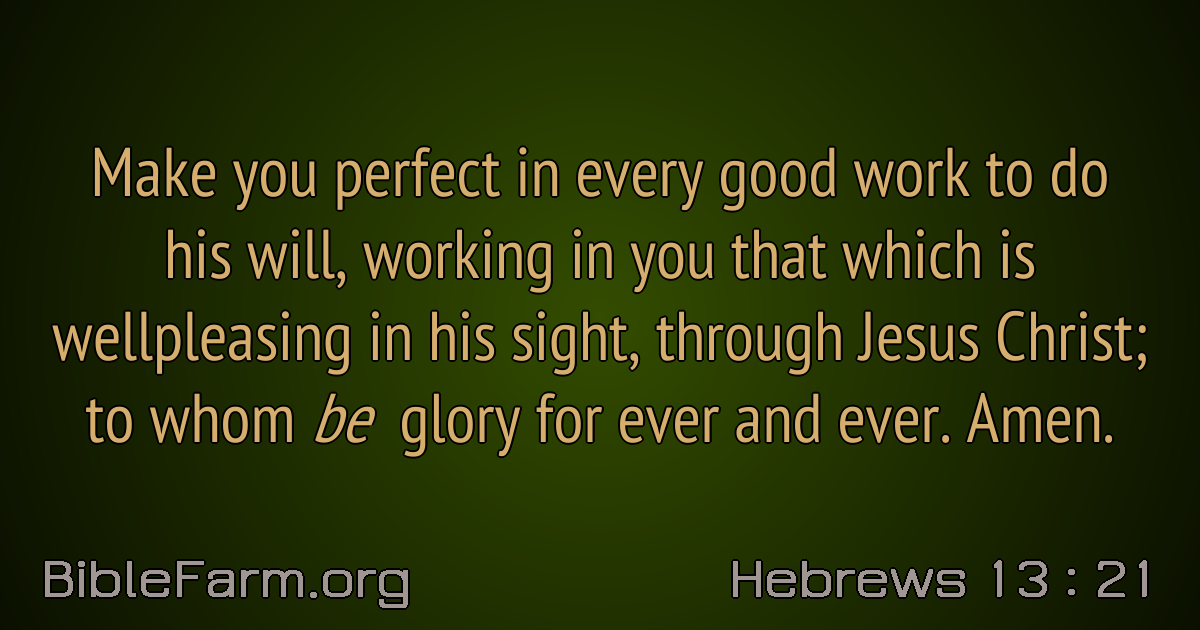 Make you perfect in every good work to do
his will, working in you that which is
wellpleasing in his sight, through Jesus Christ;
to whom be glory for ever and ever. Amen.
BibleFarm.org
Hebrews 13 : 21